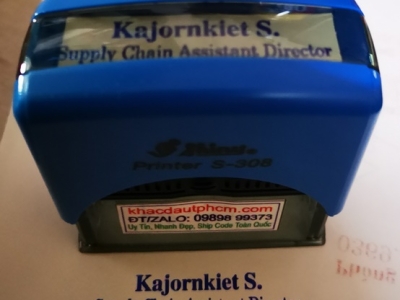 Kajornkiet S.
Supply Chain Assistant Director
Shiny
Printer S-308
khacdautphcm.com
ĐT/ZALO: 09898 99373
Uy Tín, Nhanh Đẹp, Ship Code Toàn Quốc
Kajornkiet S.